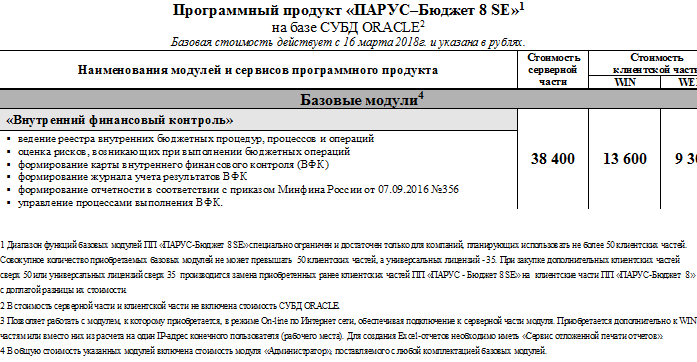 Программный продукт «ПАРУС–Бюджет 8 SE»1
на базе СУБД ORACLE2
Базовая стоимость действует с 16 марта 2018г. и указана в рублях.
Наименования модулей и сервисов программного продукта
Стоимость серверной части
Стоимость клиентской част
WIN
WE
Базовые модули4
«Внутренний финансовый контроль»
▪ ведение реестра внутренних бюджетных процедур, процессов и операций
▪ оценка рисков, возникающих при выполнении бюджетных операций
▪ формирование карты внутреннего финансового контроля (ВФК)
▪ формирование журнала учета результатов ВФК
▪ формирование отчетности в соответствии с приказом Минфина России от 07.09.2016 №356
▪ управление процессами выполнения ВФК.
38 400
13 600
9 30
1 Диапазон функций базовых модулей ПП «ПАРУС-Бюджет 8 SE» специально ограничен и достаточен только для компаний, планирующих использовать не более 50 клиентских частей.
Совокупное количество приобретаемых базовых модулей не может превышать 50 клиентских частей, а универсальных лицензий - 35. При закупке дополнительных клиентских частей
сверх 50 или универсальных лицензий сверх 35 производится замена приобретенных ранее клиентских частей ПП «ПАРУС - Бюджет 8 SE» на клиентские части ПП «ПАРУС-Бюджет 8»
с доплатой разницы их стоимости.
2 В стоимость серверной части и клиентской части не включена стоимость СУБД ORACLE.
3 Позволяет работать с модулем, к которому приобретается, в режиме On-line по Интернет сети, обеспечивая подключение к серверной части модуля. Приобретается дополнительно к WIN
частям или вместо них из расчета на один IP-адрес конечного пользователя (рабочего места). Для создания Excel-отчетов необходимо иметь «Сервис отложенной печати отчетов»
4 В общую стоимость указанных модулей включена стоимость модуля «Администратор», поставляемого с любой комплектацией базовых модулей.